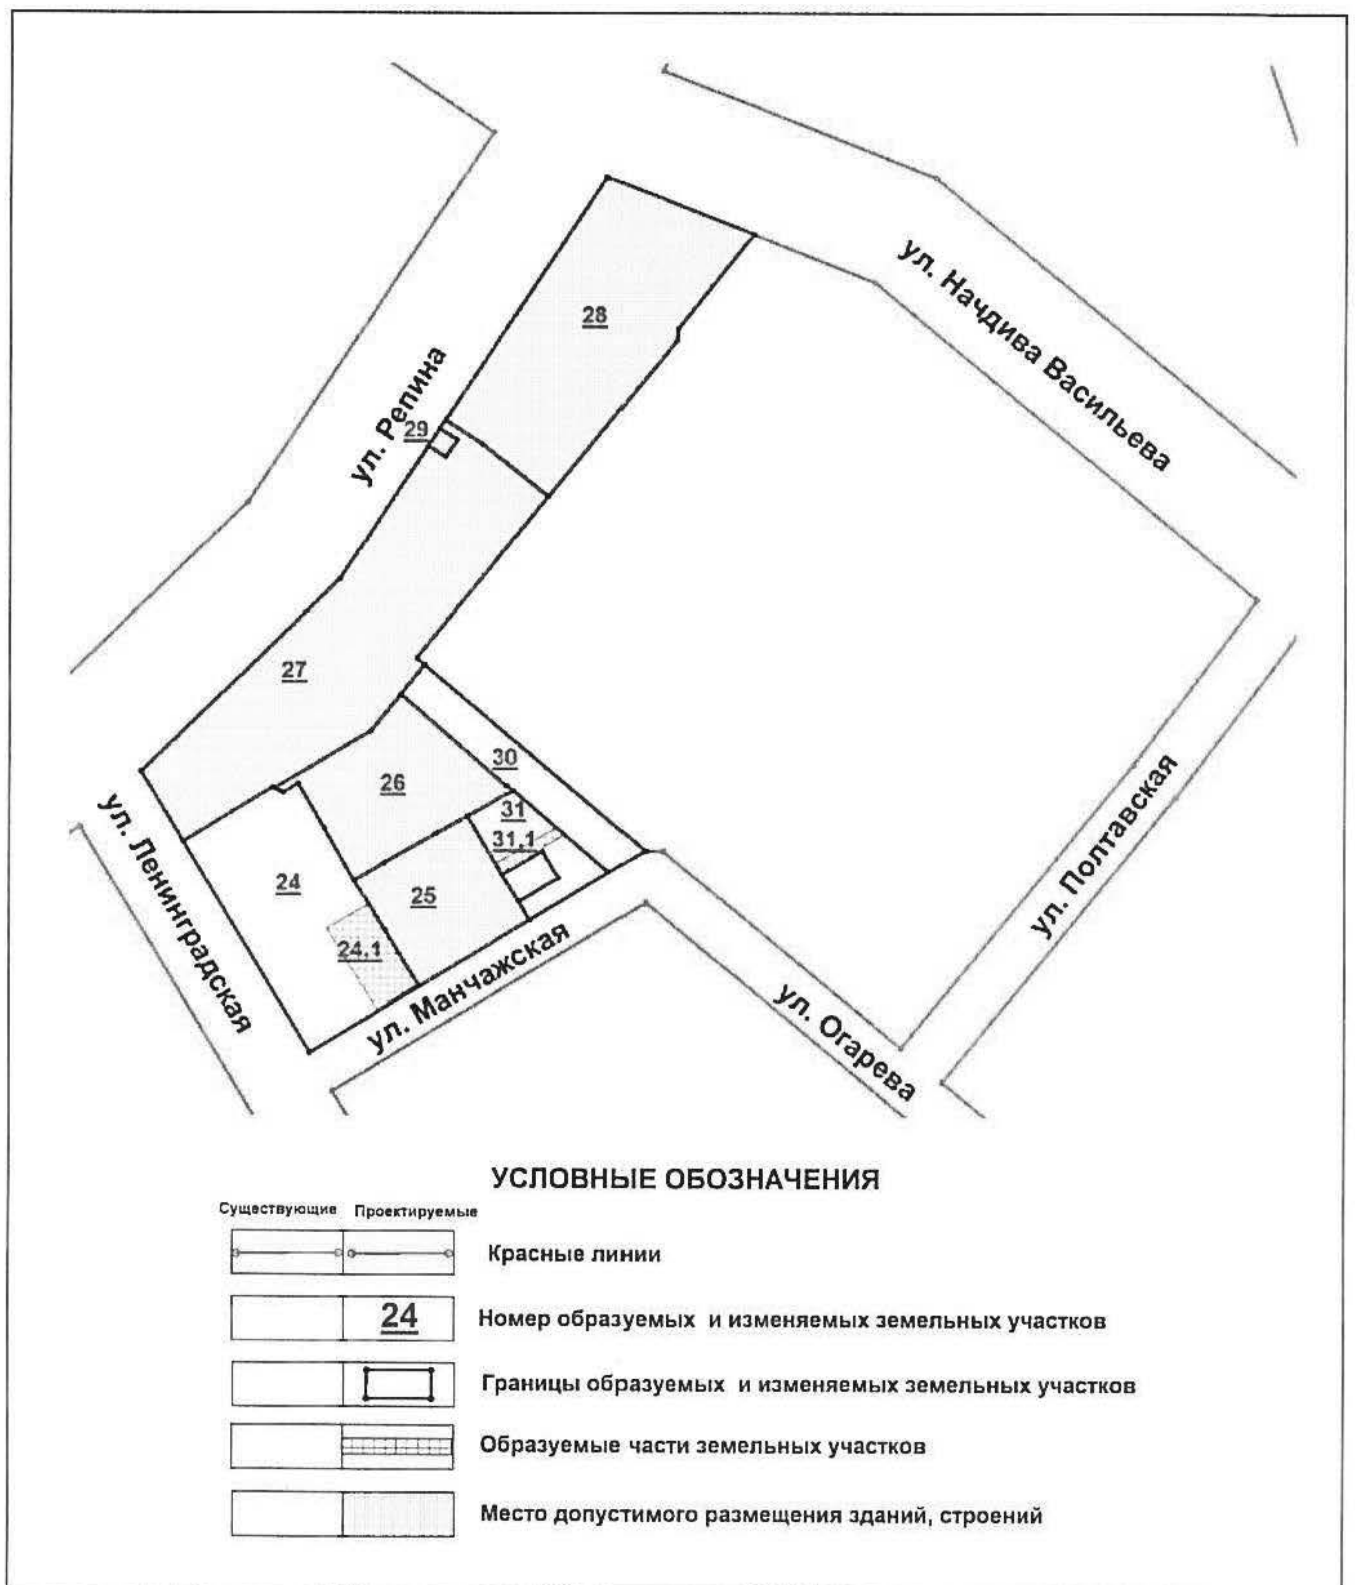 ул. Начдива Васильева
28
ул. Репина
29
27
30
26
31
31,1
ул. Ленинградская
24
25
24,1
ул. Полтавская
ул. Манчажская
ул. Огарева
УСЛОВНЫЕ ОБОЗНАЧЕНИЯ
Существующие Проектируемые
Красные линии
24 Номер образуемых и изменяемых земельных участков
Границы образуемых и изменяемых земельных участков
Образуемые части земельных участков
Место допустимого размещения зданий, строений